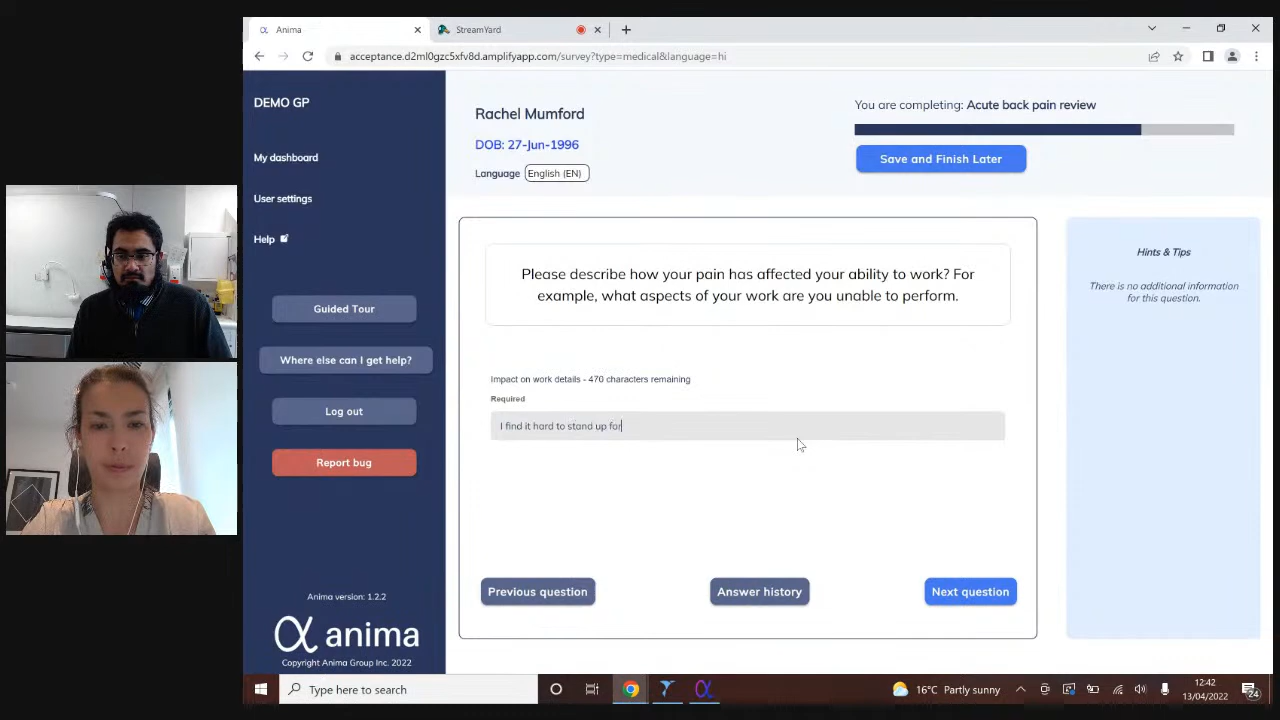 Anima
StreamYard
acceptance.d2ml0gzc5xfv8d.amplifyapp.com/survey?type=medical&language=hi
DEMO GP
My dashboard
User settings
Help
Guided Tour
Where else can I get help?
Log out
Report bug
Anima version: 1.2.2
anima
Copyright Anima Group Inc. 2022
Rachel Mumford
DOB: 27-Jun-1996
Language English (EN)
You are completing: Acute back pain review
Save and Finish Later
Please describe how your pain has affected your ability to work? For
example, what aspects of your work are you unable to perform.
Impact on work details - 470 characters remaining
Required
I find it hard to stand up for
Previous question
Answer history
Next question
Hints & Tips
There is no additional information
for this question.
Type here to search
16°C Partly sunny
12:42
13/04/2022
24